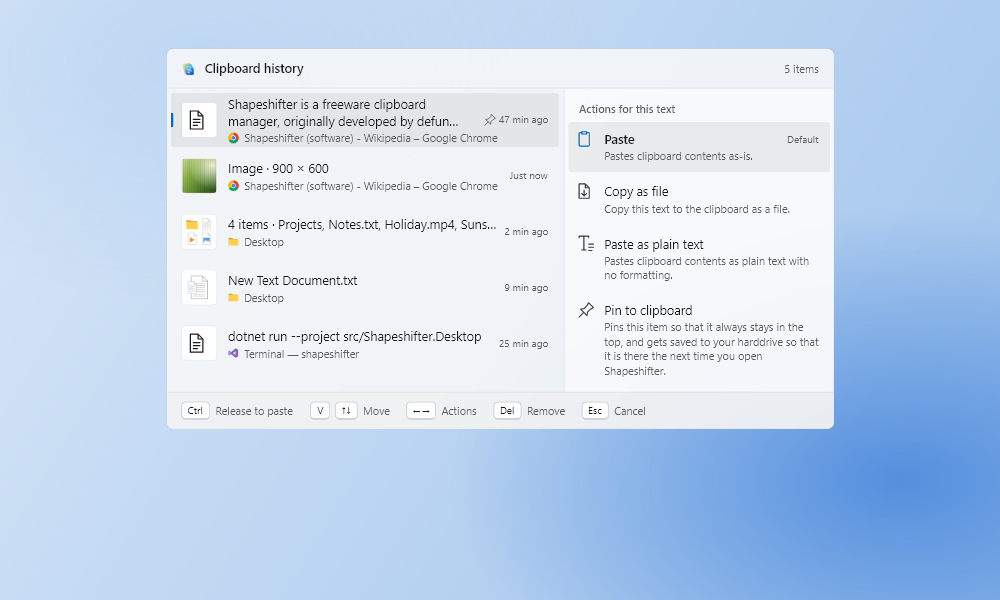 Clipboard history
5 items
Shapeshifter is a freeware clipboard
manager, originally developed by defun...
47 min ago
Shapeshifter (software) - Wikipedia – Google Chrome
Image · 900 × 600
Just now
Shapeshifter (software) - Wikipedia – Google Chrome
4 items · Projects, Notes.txt, Holiday.mp4, Suns...
2 min ago
Desktop
New Text Document.txt
9 min ago
Desktop
dotnet run --project src/Shapeshifter.Desktop
25 min ago
Terminal — shapeshifter
Actions for this text
Paste
Default
Pastes clipboard contents as-is.
Copy as file
Copy this text to the clipboard as a file.
Paste as plain text
Pastes clipboard contents as plain text with
no formatting.
Pin to clipboard
Pins this item so that it always stays in the
top, and gets saved to your harddrive so that
it is there the next time you open
Shapeshifter.
Ctrl Release to paste V ↑↓ Move ←→ Actions Del Remove Esc Cancel